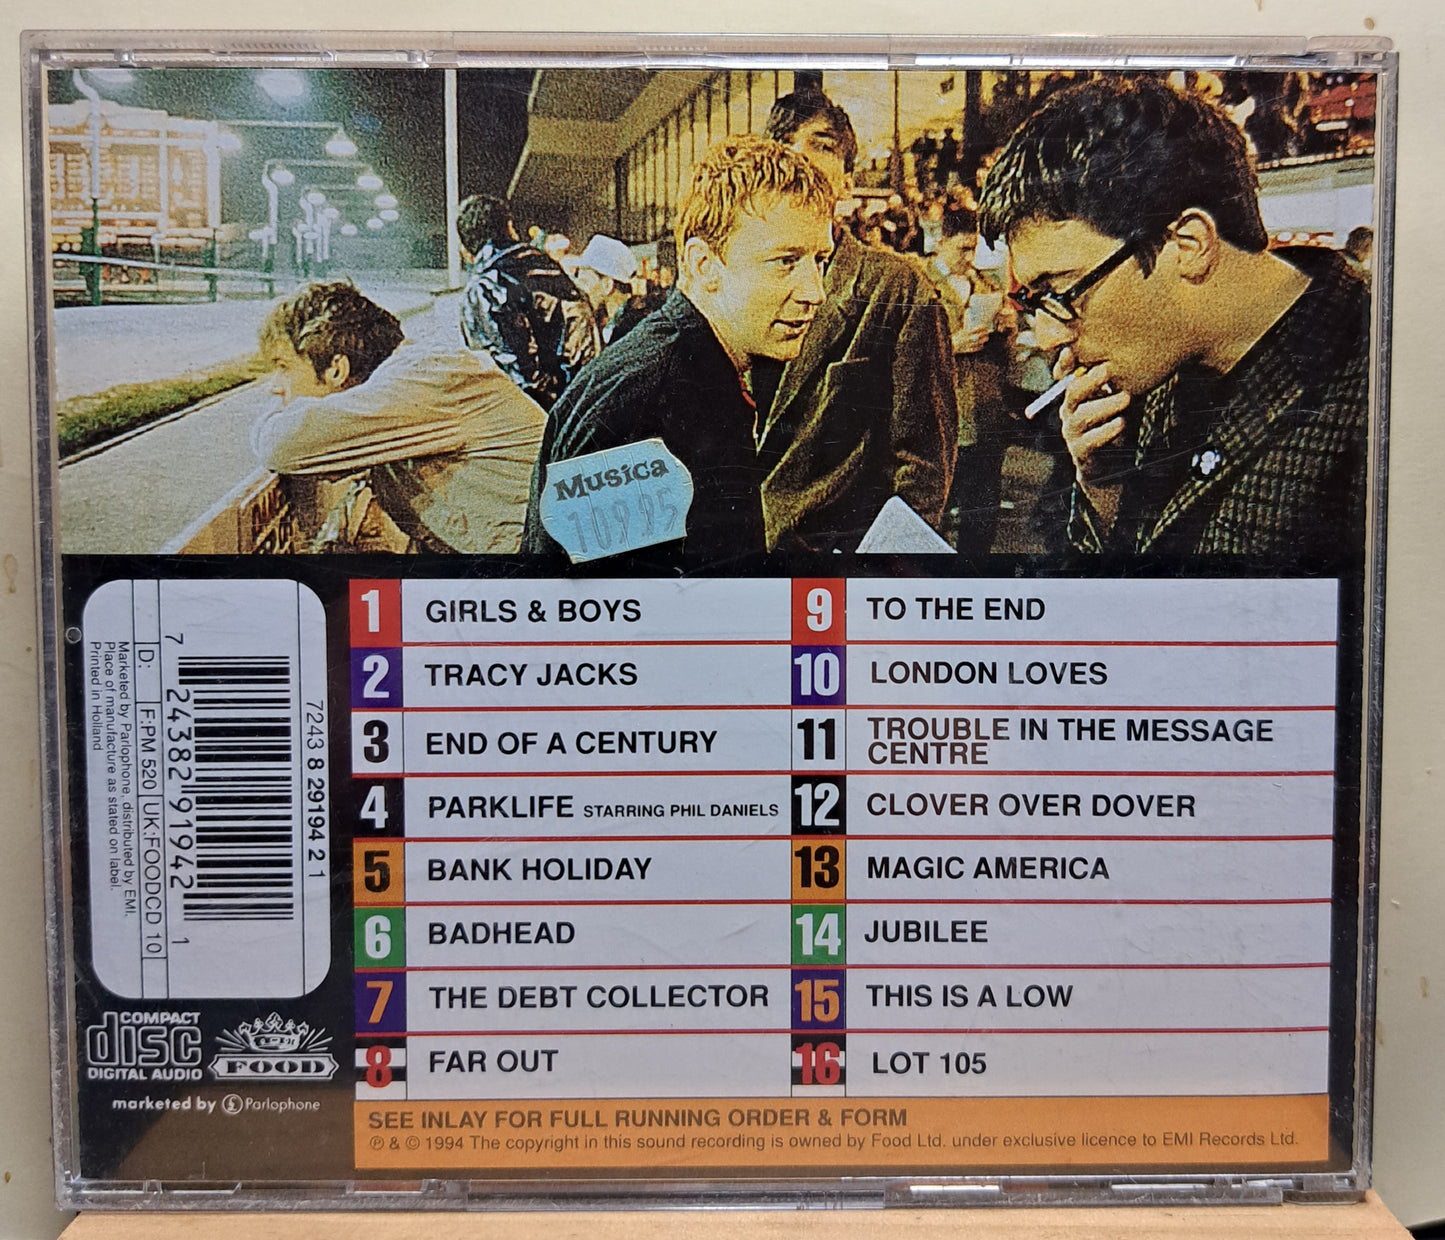 Musica
10995
1 GIRLS & BOYS
2 TRACY JACKS
3 END OF A CENTURY
4 PARKLIFE STARRING PHIL DANIELS
5 BANK HOLIDAY
6 BADHEAD
7 THE DEBT COLLECTOR
8 FAR OUT
9 TO THE END
10 LONDON LOVES
11 TROUBLE IN THE MESSAGE
CENTRE
12 CLOVER OVER DOVER
13 MAGIC AMERICA
14 JUBILEE
15 THIS IS A LOW
16 LOT 105
SEE INLAY FOR FULL RUNNING ORDER & FORM
℗ & © 1994 The copyright in this sound recording is owned by Food Ltd. under exclusive licence to EMI Records Ltd.
7243 8 29194 2 1
7 24382 91942 1
D: F:PM 520 UK:FOODCD 10
Marketed by Parlophone, distributed by EMI.
Place of manufacture as stated on label.
Printed in Holland
COMPACT
disc
DIGITAL AUDIO
FOOD
marketed by £ Parlophone